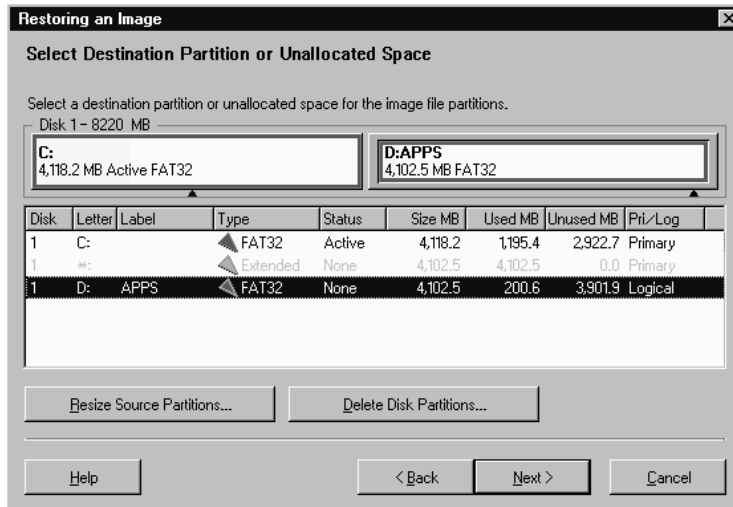 Restoring an Image
Select Destination Partition or Unallocated Space
Select a destination partition or unallocated space for the image file partitions.
Disk 1 - 8220 MB
C:
4,118.2 MB Active FAT32
D:APPS
4,102.5 MB FAT32
Disk Letter Label Type Status Size MB Used MB Unused MB Pri/Log
1 C: FAT32 Active 4,118.2 1,195.4 2,922.7 Primary
1 *: Extended None 4,102.5 4,102.5 0.0 Primary
1 D: APPS FAT32 None 4,102.5 200.6 3,901.9 Logical
Resize Source Partitions... Delete Disk Partitions...
Help < Back Next > Cancel